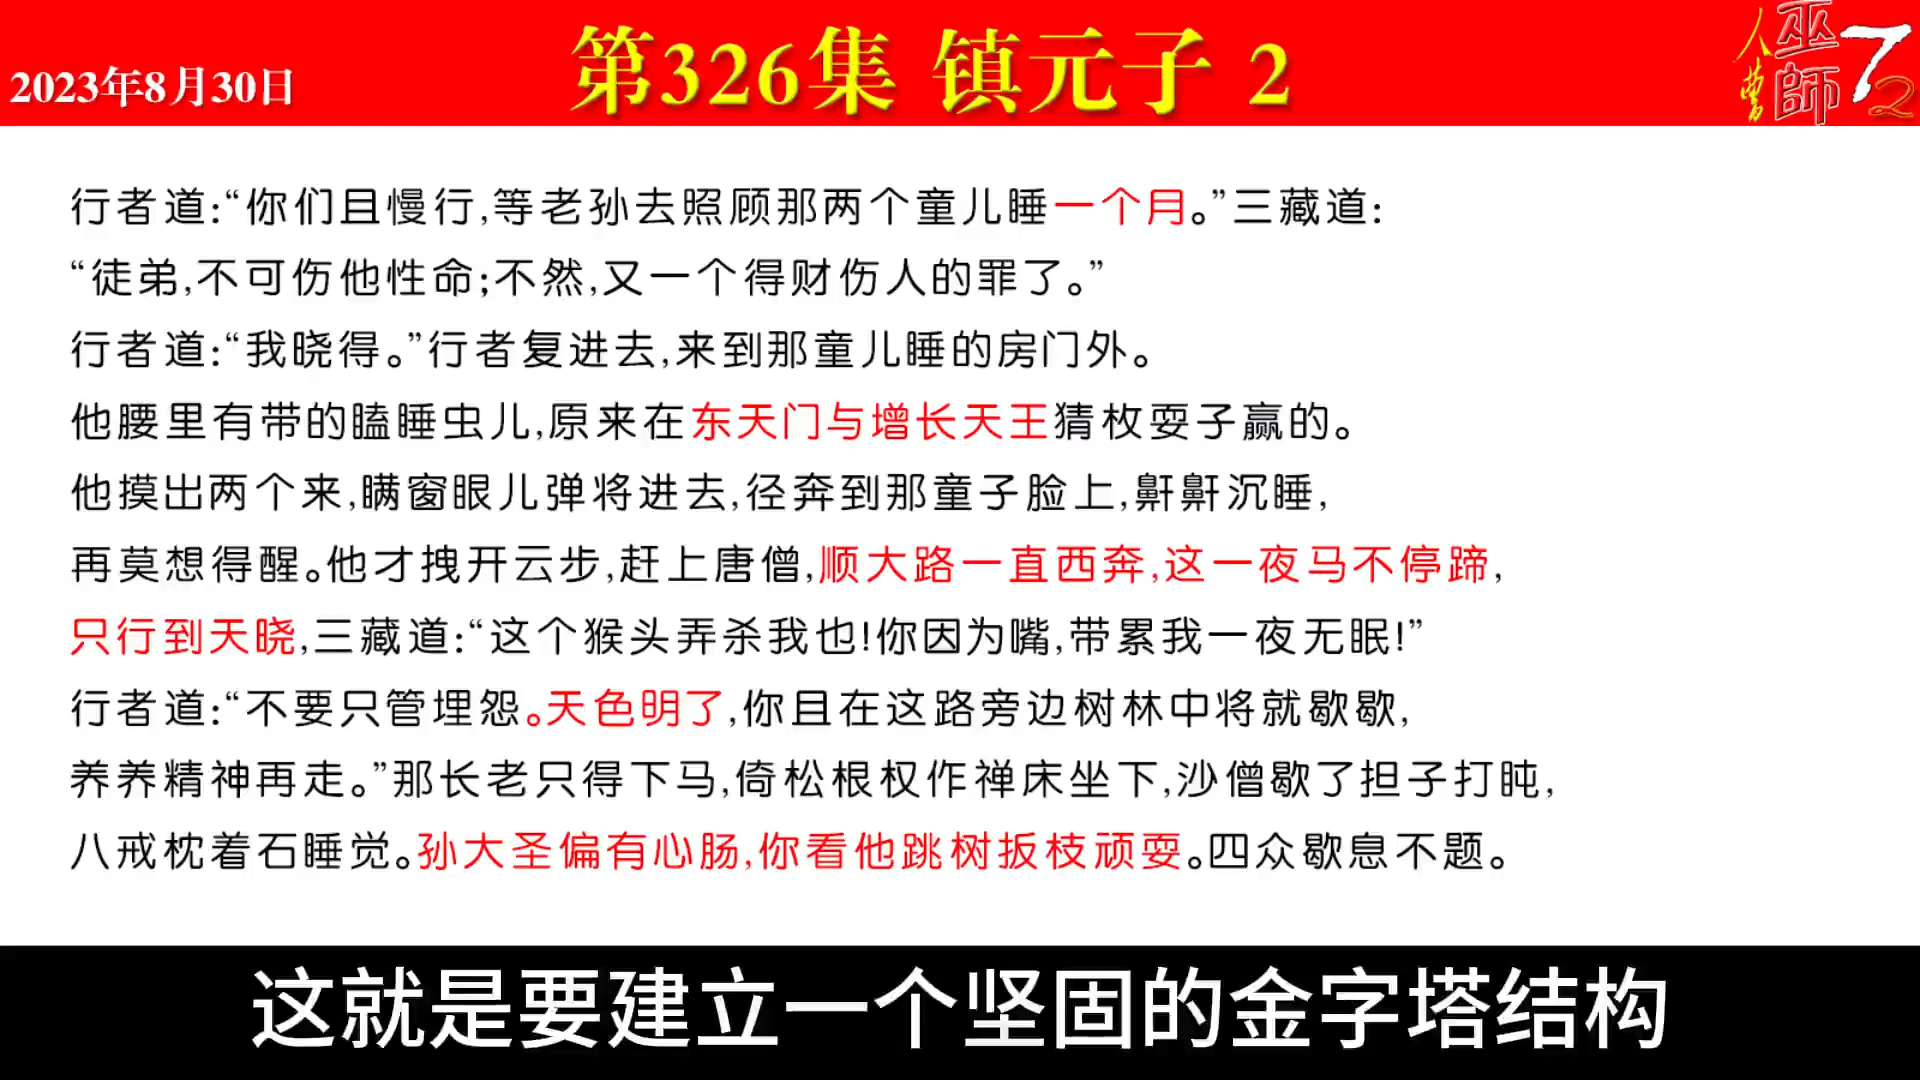 2023年8月30日
第326集 镇元子 2
人曹
巫師
72
行者道:“你们且慢行,等老孙去照顾那两个童儿睡一个月。”三藏道:
“徒弟,不可伤他性命;不然,又一个得财伤人的罪了。”
行者道:“我晓得。”行者复进去,来到那童儿睡的房门外。
他腰里有带的瞌睡虫儿,原来在东天门与增长天王猜枚耍子赢的。
他摸出两个来,瞒窗眼儿弹将进去,径奔到那童子脸上,鼾鼾沉睡,
再莫想得醒。他才拽开云步,赶上唐僧,顺大路一直西奔,这一夜马不停蹄,
只行到天晓,三藏道:“这个猴头弄杀我也!你因为嘴,带累我一夜无眠!”
行者道:“不要只管埋怨。天色明了,你且在这路旁边树林中将就歇歇,
养养精神再走。”那长老只得下马,倚松根权作禅床坐下,沙僧歇了担子打盹,
八戒枕着石睡觉。孙大圣偏有心肠,你看他跳树扳枝顽耍。四众歇息不题。
这就是要建立一个坚固的金字塔结构